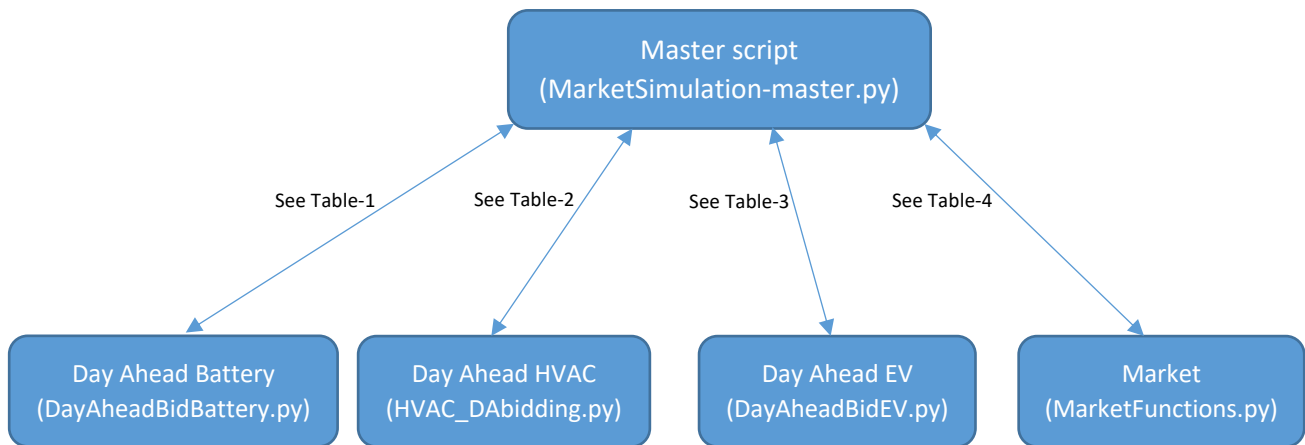 Master script
(MarketSimulation-master.py)
See Table-1
See Table-2
See Table-3
See Table-4
Day Ahead Battery
(DayAheadBidBattery.py)
Day Ahead HVAC
(HVAC_DAbidding.py)
Day Ahead EV
(DayAheadBidEV.py)
Market
(MarketFunctions.py)